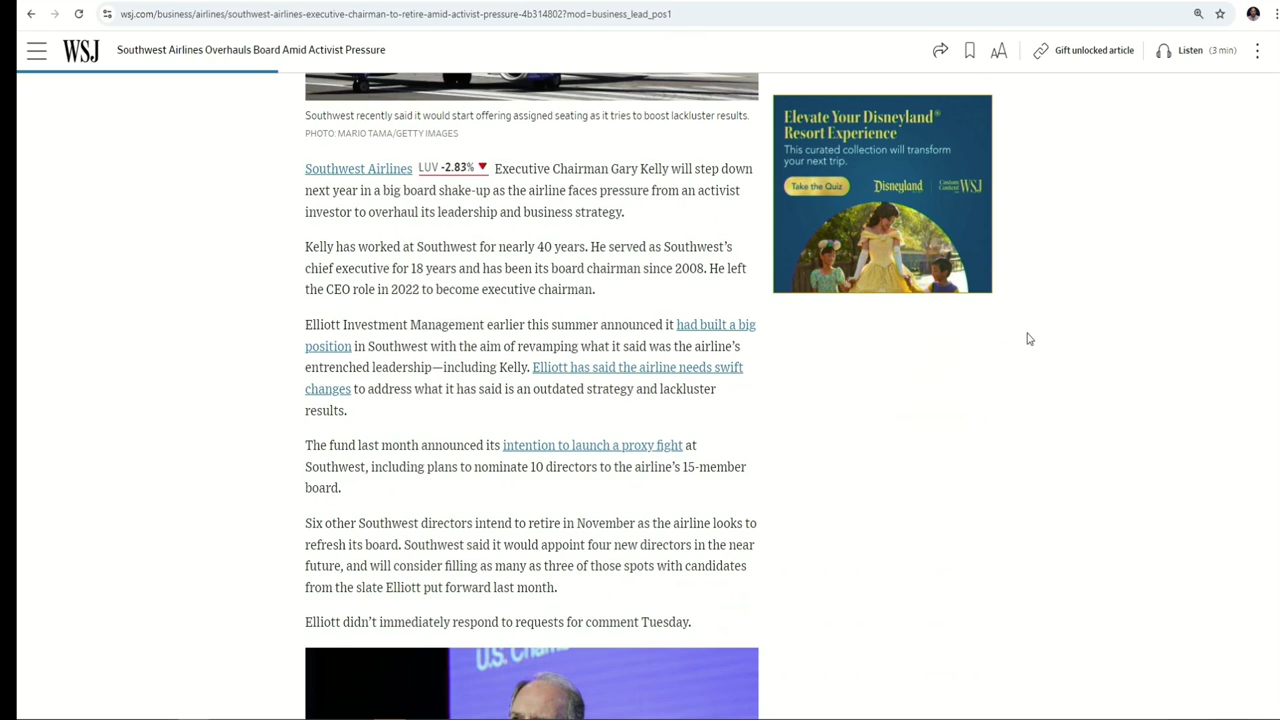 wsj.com/business/airlines/southwest-airlines-executive-chairman-to-retire-amid-activist-pressure-4b314802?mod=business_lead_pos1
WSJ
Southwest Airlines Overhauls Board Amid Activist Pressure
AA
Gift unlocked article
Listen (3 min)
Southwest recently said it would start offering assigned seating as it tries to boost lackluster results.
PHOTO: MARIO TAMA/GETTY IMAGES
Southwest Airlines LUV -2.83% Executive Chairman Gary Kelly will step down
next year in a big board shake-up as the airline faces pressure from an activist
investor to overhaul its leadership and business strategy.
Kelly has worked at Southwest for nearly 40 years. He served as Southwest’s
chief executive for 18 years and has been its board chairman since 2008. He left
the CEO role in 2022 to become executive chairman.
Elliott Investment Management earlier this summer announced it had built a big
position in Southwest with the aim of revamping what it said was the airline’s
entrenched leadership—including Kelly. Elliott has said the airline needs swift
changes to address what it has said is an outdated strategy and lackluster
results.
The fund last month announced its intention to launch a proxy fight at
Southwest, including plans to nominate 10 directors to the airline’s 15-member
board.
Six other Southwest directors intend to retire in November as the airline looks to
refresh its board. Southwest said it would appoint four new directors in the near
future, and will consider filling as many as three of those spots with candidates
from the slate Elliott put forward last month.
Elliott didn’t immediately respond to requests for comment Tuesday.
U.S. Cham
Elevate Your Disneyland®
Resort Experience
This curated collection will transform
your next trip.
Take the Quiz
Disneyland
Custom Content WSJ